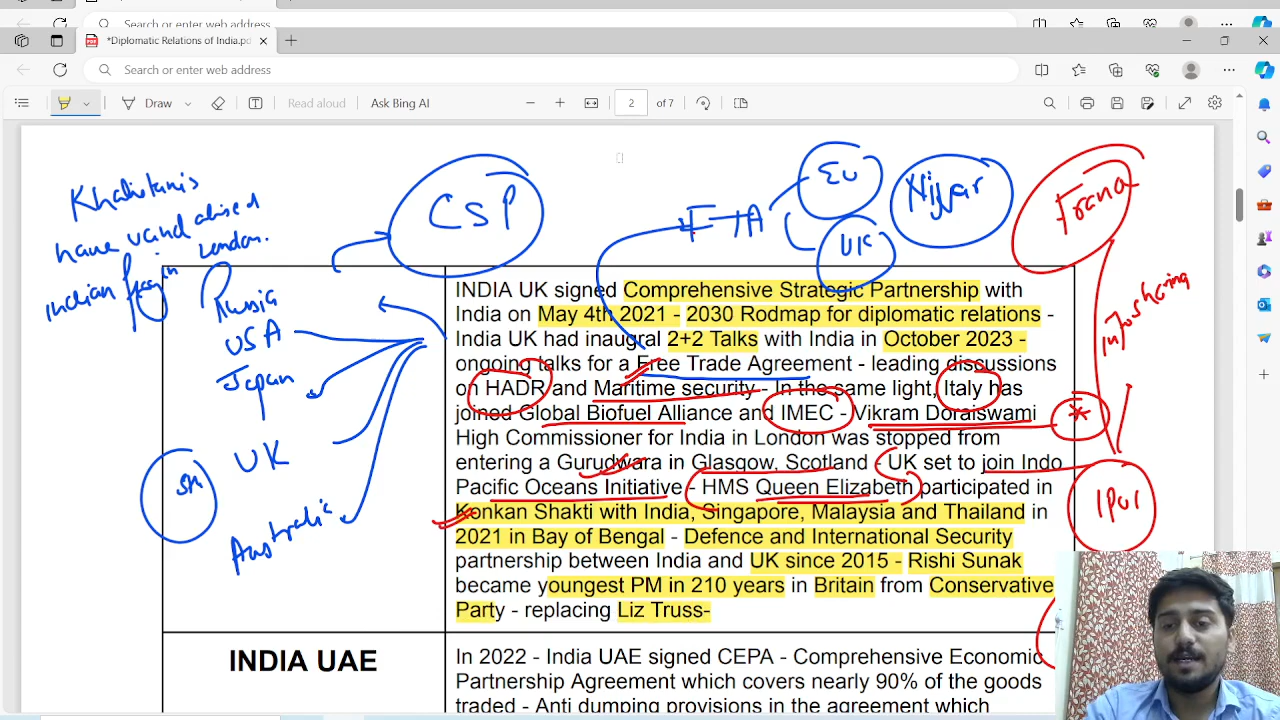 Search or enter web address
*Diplomatic Relations of India.pd
Search or enter web address
Draw
Read aloud
Ask Bing AI
2 of 7
Khalistanis
have vandalised
Indian flag in
London.
CSP
FTA
EU
UK
Nijjar
France
info sharing
Russia
USA
Japan
UK
Australia
*
INDIA UK signed Comprehensive Strategic Partnership with
India on May 4th 2021 - 2030 Rodmap for diplomatic relations -
India UK had inaugral 2+2 Talks with India in October 2023 -
ongoing talks for a Free Trade Agreement - leading discussions
on HADR and Maritime security - In the same light, Italy has
joined Global Biofuel Alliance and IMEC - Vikram Doraiswami
High Commissioner for India in London was stopped from
entering a Gurudwara in Glasgow, Scotland - UK set to join Indo
Pacific Oceans Initiative - HMS Queen Elizabeth participated in
Konkan Shakti with India, Singapore, Malaysia and Thailand in
2021 in Bay of Bengal - Defence and International Security
partnership between India and UK since 2015 - Rishi Sunak
became youngest PM in 210 years in Britain from Conservative
Party - replacing Liz Truss-
IPOI
INDIA UAE
In 2022 - India UAE signed CEPA - Comprehensive Economic
Partnership Agreement which covers nearly 90% of the goods
traded - Anti dumping provisions in the agreement which